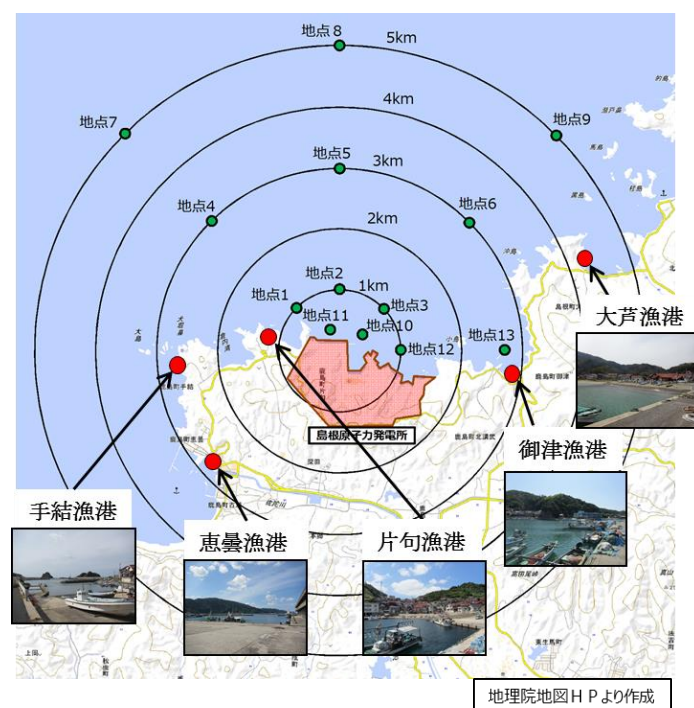 地点8
5km
4km
地点7
地点9
地点5
3km
地点4
地点6
2km
地点2
1km
地点1
地点3
地点11
地点10
地点12
地点13
大芦漁港
島根原子力発電所
御津漁港
手結漁港
恵曇漁港
片句漁港
地理院地図HPより作成